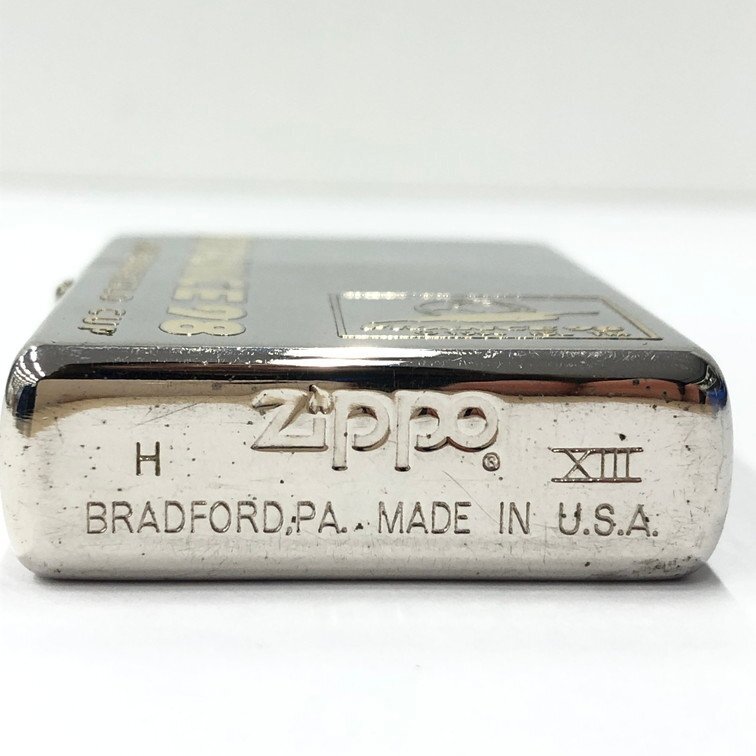 Zippo ®
H XIII
BRADFORD,PA. MADE IN U.S.A.